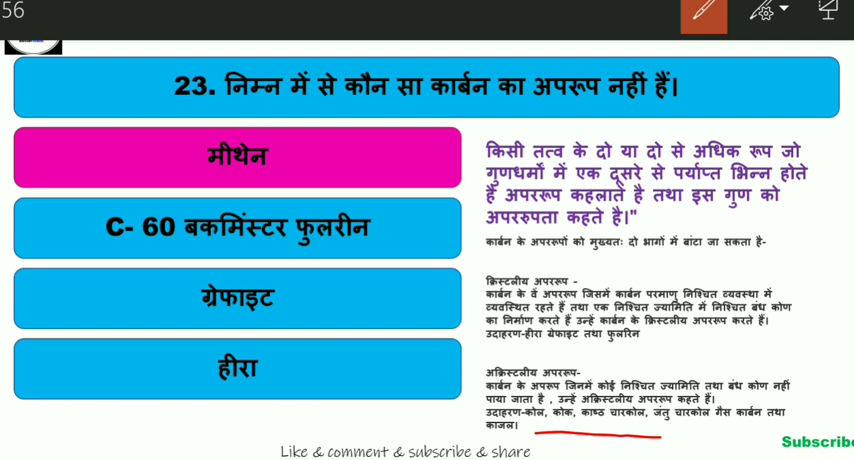 56
23. निम्न में से कौन सा कार्बन का अपरूप नहीं हैं।
मीथेन
C- 60 बकमिंस्टर फुलरीन
ग्रेफाइट
हीरा
किसी तत्व के दो या दो से अधिक रूप जो
गुणधर्मों में एक दूसरे से पर्याप्त भिन्न होते
हैं अपररूप कहलाते है तथा इस गुण को
अपररुपता कहते है।"
कार्बन के अपररूपों को मुख्यतः दो भागों में बांटा जा सकता है-
क्रिस्टलीय अपररूप -
कार्बन के वें अपररूप जिसमें कार्बन परमाणु निश्चित व्यवस्था में
व्यवस्थित रहते हैं तथा एक निश्चित ज्यामिति में निश्चित बंध कोण
का निर्माण करते हैं उन्हें कार्बन के क्रिस्टलीय अपररूप करते हैं।
उदाहरण-हीरा ग्रेफाइट तथा फुलरिन
अक्रिस्टलीय अपररूप-
कार्बन के अपरूप जिनमें कोई निश्चित ज्यामिति तथा बंध कोण नहीं
पाया जाता है , उन्हें अक्रिस्टलीय अपररूप कहते हैं।
उदाहरण-कोल, कोक, काष्ठ चारकोल, जंतु चारकोल गैस कार्बन तथा
काजल।
Subscribe
Like & comment & subscribe & share